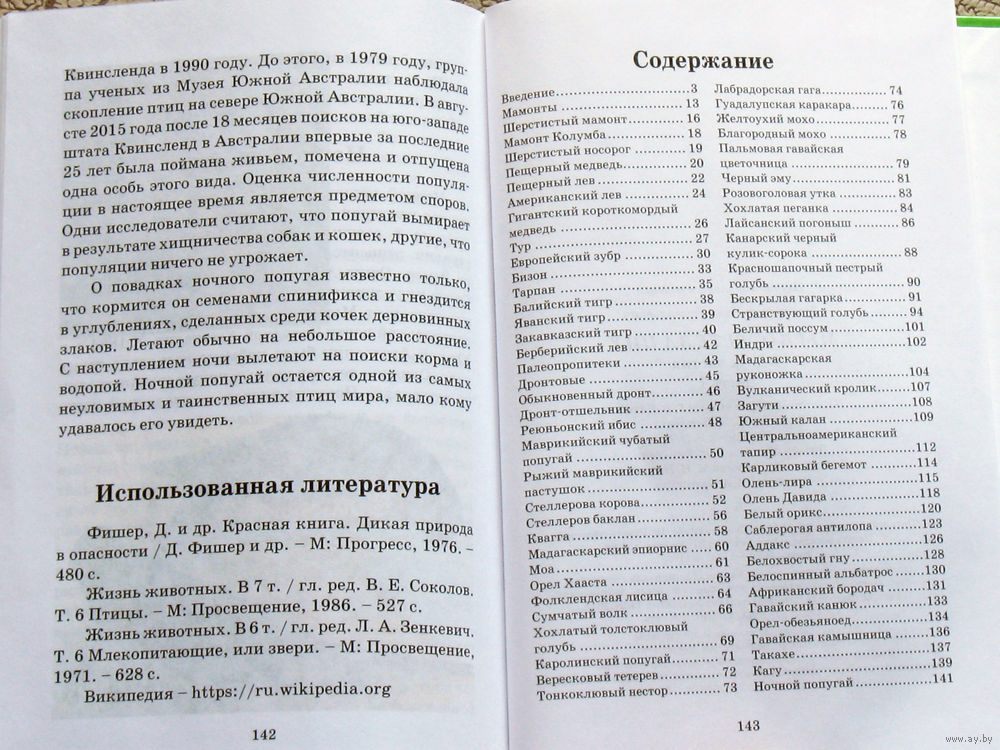 Квинсленда в 1990 году. До этого, в 1979 году, груп-
па ученых из Музея Южной Австралии наблюдала
скопление птиц на севере Южной Австралии. В авгу-
сте 2015 года после 18 месяцев поисков на юго-западе
штата Квинсленд в Австралии впервые за последние
25 лет была поймана живьем, помечена и отпущена
одна особь этого вида. Оценка численности популя-
ции в настоящее время является предметом споров.
Одни исследователи считают, что попугай вымирает
в результате хищничества собак и кошек, другие, что
популяции ничего не угрожает.
О повадках ночного попугая известно только,
что кормится он семенами спинифекса и гнездится
в углублениях, сделанных среди кочек дерновинных
злаков. Летают обычно на небольшое расстояние.
С наступлением ночи вылетают на поиски корма и
водопой. Ночной попугай остается одной из самых
неуловимых и таинственных птиц мира, мало кому
удавалось его увидеть.
Использованная литература
Фишер, Д. и др. Красная книга. Дикая природа
в опасности / Д. Фишер и др. – М: Прогресс, 1976. –
480 с.
Жизнь животных. В 7 т. / гл. ред. В. Е. Соколов.
Т. 6 Птицы. – М: Просвещение, 1986. – 527 с.
Жизнь животных. В 6 т. / гл. ред. Л. А. Зенкевич.
Т. 6 Млекопитающие, или звери. – М: Просвещение,
1971. – 628 с.
Википедия – https://ru.wikipedia.org
142
Содержание
Введение..............................3
Мамонты ........................ 13
Шерстистый мамонт............ 16
Мамонт Колумба................ 18
Шерстистый носорог ........... 19
Пещерный медведь.............. 20
Пещерный лев ................... 22
Американский лев .............. 24
Гигантский короткомордый
медведь ........................... 26
Тур ................................. 27
Европейский зубр ............... 30
Бизон .............................. 33
Тарпан ............................ 35
Балийский тигр ................. 38
Яванский тигр ................... 39
Закавказский тигр .............. 40
Берберийский лев ............... 42
Палеопропитеки ................. 43
Дронтовые ........................ 45
Обыкновенный дронт........... 46
Дронт-отшельник ............... 47
Реюньонский ибис .............. 48
Маврикийский чубатый
попугай ........................... 50
Рыжий маврикийский
пастушок ......................... 51
Стеллерова корова............... 52
Стеллеров баклан ............... 56
Квагга ............................. 58
Мадагаскарский эпиорнис .... 60
Моа ................................ 61
Орел Хааста ...................... 63
Фолклендская лисица .......... 64
Сумчатый волк .................. 66
Хохлатый толстоклювый
голубь ............................. 69
Каролинский попугай.......... 71
Вересковый тетерев............. 72
Тонкоклювый нестор........... 73
Лабрадорская гага............... 74
Гуадалупская каракара......... 76
Желтоухий мохо................. 77
Благородный мохо .............. 78
Пальмовая гавайская
цветочница ....................... 79
Черный эму....................... 81
Розовоголовая утка ............. 83
Хохлатая пеганка ............... 84
Лайсанский погоныш .......... 86
Канарский черный
кулик-сорока .................... 88
Красношапочный пестрый
голубь ............................. 90
Бескрылая гагарка.............. 91
Странствующий голубь ........ 94
Беличий поссум................. 101
Индри ............................ 102
Мадагаскарская
руконожка....................... 104
Вулканический кролик........ 107
Загути ............................ 108
Южный калан .................. 109
Центральноамериканский
тапир ............................. 112
Карликовый бегемот .......... 114
Олень-лира ...................... 115
Олень Давида ................... 118
Белый орикс..................... 120
Саблерогая антилопа .......... 123
Аддакс ........................... 126
Белохвостый гну ............... 128
Белоспинный альбатрос ...... 130
Африканский бородач ........ 131
Гавайский канюк............... 133
Орел-обезьяноед................ 134
Гавайская камышница ....... 136
Такахе............................ 137
Кагу .............................. 139
Ночной попугай ................ 141
143
www.ay.by